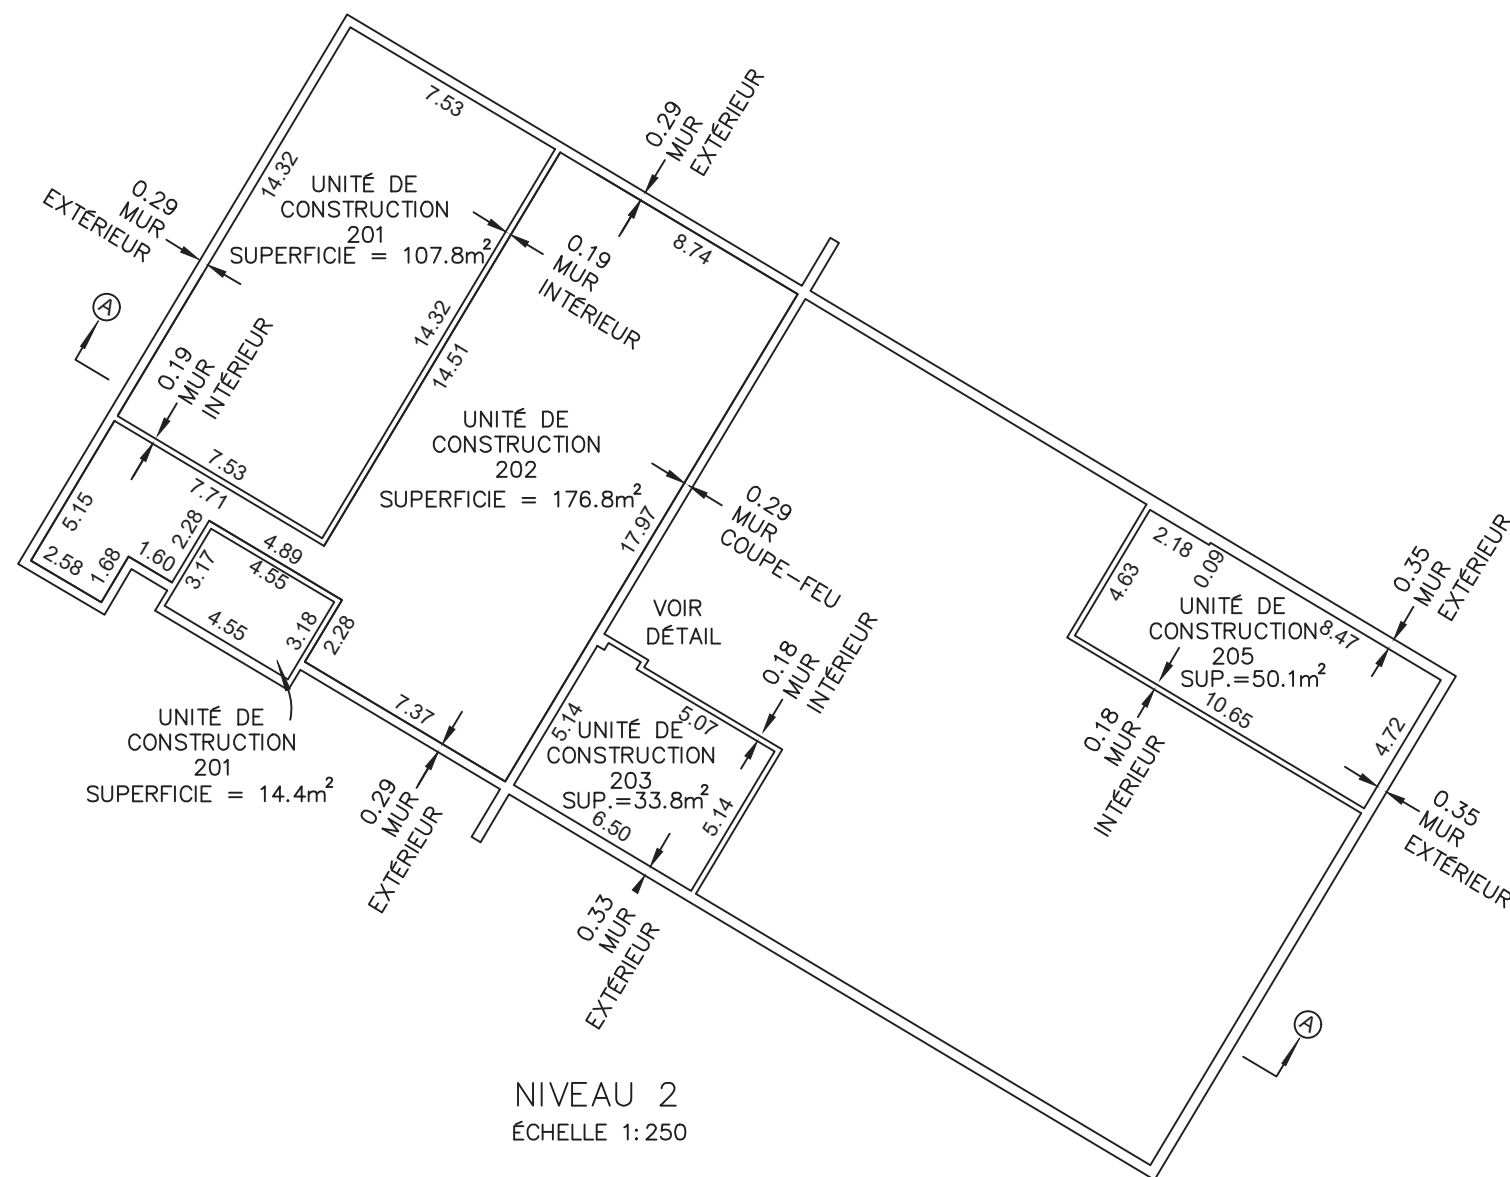 7.53
0.29
MUR
EXTÉRIEUR
14.32
UNITÉ DE
CONSTRUCTION
201
SUPERFICIE = 107.8m²
0.29
MUR
EXTÉRIEUR
0.19
MUR
INTÉRIEUR
8.74
A
0.19
MUR
INTÉRIEUR
14.32
14.51
UNITÉ DE
CONSTRUCTION
202
SUPERFICIE = 176.8m²
7.53
7.71
5.15
2.58
1.68
1.60
2.28
3.17
4.89
4.55
4.55
3.18
2.28
17.97
0.29
MUR
COUPE-FEU
VOIR
DÉTAIL
0.18
MUR
INTÉRIEUR
2.18
0.09
4.63
UNITÉ DE
CONSTRUCTION
205
SUP.=50.1m²
8.47
0.35
MUR
EXTÉRIEUR
10.65
4.72
0.18
MUR
INTÉRIEUR
0.35
MUR
EXTÉRIEUR
UNITÉ DE
CONSTRUCTION
201
SUPERFICIE = 14.4m²
7.37
0.29
MUR
EXTÉRIEUR
5.14
5.07
UNITÉ DE
CONSTRUCTION
203
SUP.=33.8m²
6.50
5.14
0.33
MUR
EXTÉRIEUR
A
NIVEAU 2
ÉCHELLE 1:250